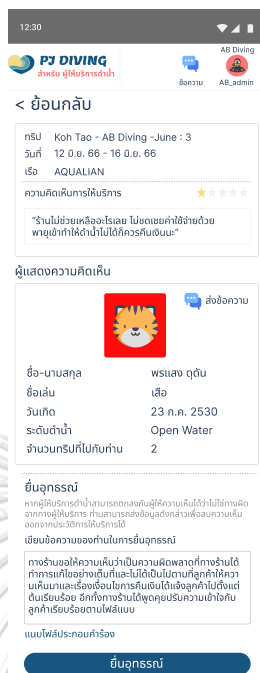 12:30
AB Diving
PJ DIVING
สำหรับ ผู้ให้บริการดำน้ำ
ข้อความ
AB_admin
< ย้อนกลับ
ทริป Koh Tao - AB Diving -June : 3
วันที่ 12 มิ.ย. 66 - 16 มิ.ย. 66
เรือ AQUALIAN
ความคิดเห็นการให้บริการ
“ร้านไม่ช่วยเหลืออะไรเลย ไม่ชดเชยค่าใช้จ่ายด้วย
พายุเข้าทำให้ดำน้ำไม่ได้ก็ควรคืนเงินนะ”
ผู้แสดงความคิดเห็น
ส่งข้อความ
ชื่อ-นามสกุล พรแสง ดุดัน
ชื่อเล่น เสือ
วันเกิด 23 ก.ค. 2530
ระดับดำน้ำ Open Water
จำนวนทริปที่ไปกับท่าน 2
ยื่นอุทธรณ์
หากผู้ให้บริการดำน้ำสามารถตกลงกับผู้ให้ความเห็นได้ว่าไม่ใช่ทางผิด
จากทางผู้ให้บริการ ท่านสามารถส่งข้อมูลดังกล่าวเพื่อลบความเห็น
ออกจากประวัติการให้บริการได้
เขียนข้อความของท่านในการยื่นอุทธรณ์
ทางร้านขอให้ความเห็นว่าเป็นความผิดพลาดที่ทางร้านได้
ทำการแก้ไขอย่างเต็มที่และไม่ได้เป็นไปตามที่ลูกค้าให้ควา
มเห็นมาและเรื่องเงื่อนไขการคืนเงินได้แจ้งลูกค้าไปตั้งแต่
ต้นเรียบร้อย อีกทั้งทางร้านได้พูดคุยปรับความเข้าใจกับ
ลูกค้าเรียบร้อยตามไฟล์แนบ
แนบไฟล์ประกอบคำร้อง
ยื่นอุทธรณ์